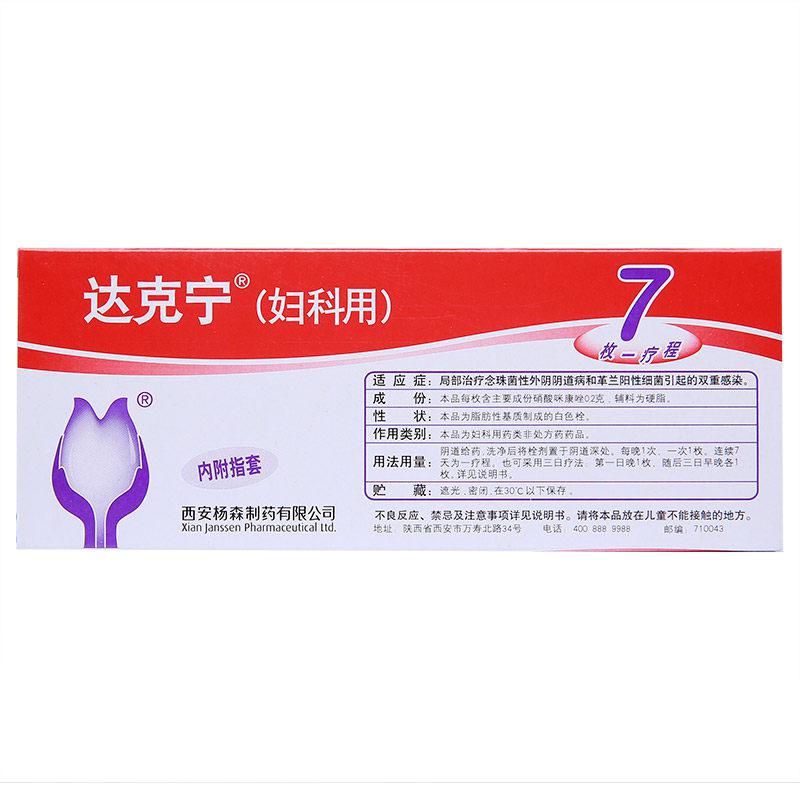 达克宁®(妇科用)
7
枚一疗程
®
内附指套
西安杨森制药有限公司
Xian Janssen Pharmaceutical Ltd.
适应症：局部治疗念珠菌性外阴阴道病和革兰阳性细菌引起的双重感染。
成份：本品每枚含主要成份硝酸咪康唑0.2克、辅料为硬脂。
性状：本品为脂肪性基质制成的白色栓。
作用类别：本品为妇科用药类非处方药药品。
用法用量：阴道给药，洗净后将栓剂置于阴道深处。每晚1次，一次1枚。连续7
天为一疗程。也可采用三日疗法：第一日晚1枚，随后三日早晚各1
枚，详见说明书。
贮藏：遮光、密闭，在30℃以下保存。
不良反应、禁忌及注意事项详见说明书。请将本品放在儿童不能接触的地方。
地址：陕西省西安市万寿北路34号 电话：400 888 9988 邮编：710043